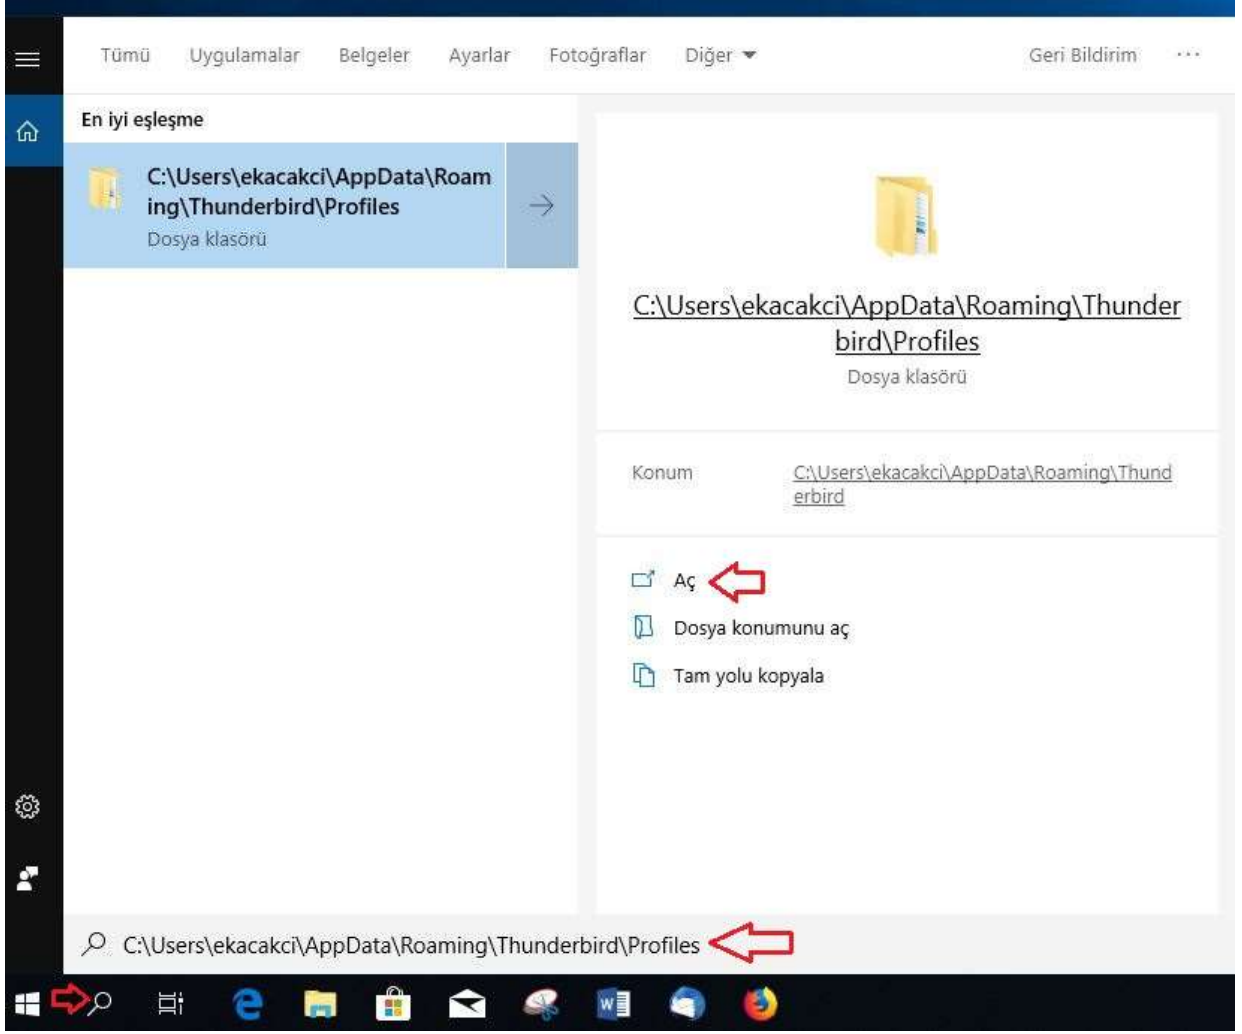 Tümü Uygulamalar Belgeler Ayarlar Fotoğraflar Diğer Geri Bildirim ...
En iyi eşleşme
C:\Users\ekacakci\AppData\Roam
ing\Thunderbird\Profiles
Dosya klasörü
C:\Users\ekacakci\AppData\Roaming\Thunder
bird\Profiles
Dosya klasörü
Konum C:\Users\ekacakci\AppData\Roaming\Thund
erbird
Aç
Dosya konumunu aç
Tam yolu kopyala
C:\Users\ekacakci\AppData\Roaming\Thunderbird\Profiles